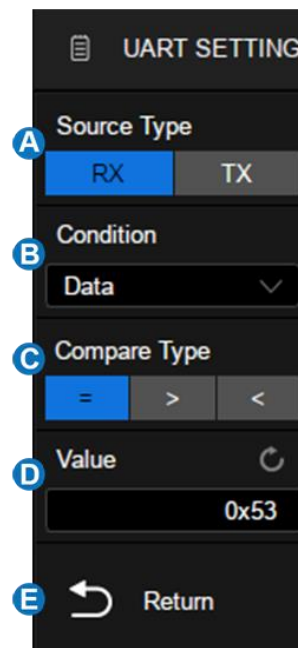 UART SETTING
A
Source Type
RX TX
B
Condition
Data
C
Compare Type
= > <
D
Value
0x53
E
Return